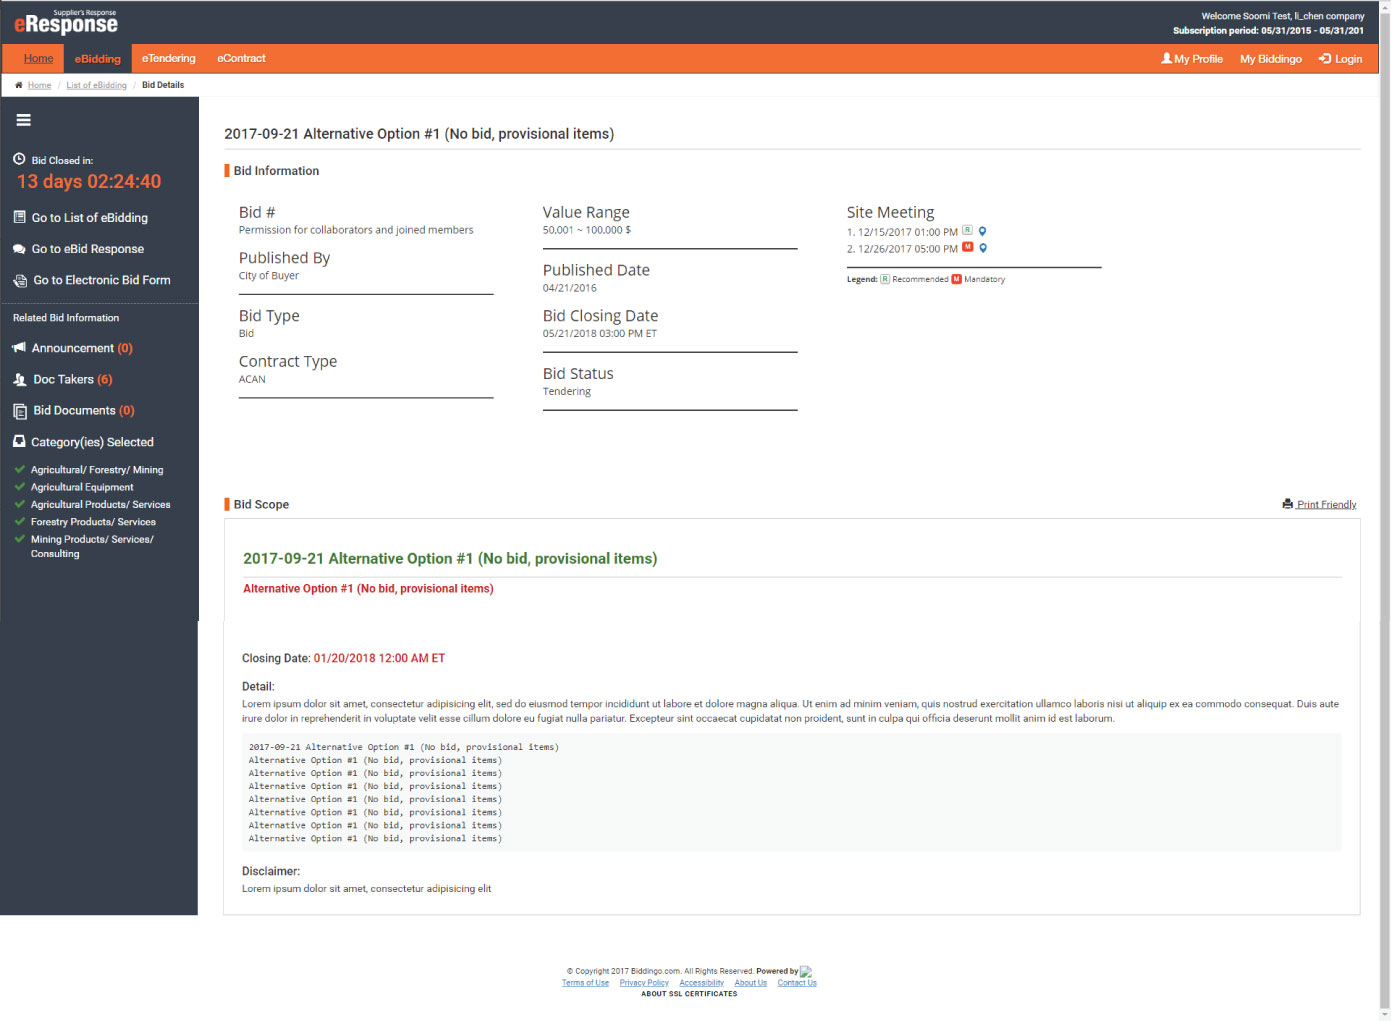 Supplier's Response
eResponse
Welcome Soomi Test, li_chen company
Subscription period: 05/31/2015 - 05/31/201
Home
eBidding
eTendering
eContract
My Profile
My Biddingo
Login
Home / List of eBidding / Bid Details
Bid Closed in:
13 days 02:24:40
Go to List of eBidding
Go to eBid Response
Go to Electronic Bid Form
Related Bid Information
Announcement (0)
Doc Takers (6)
Bid Documents (0)
Category(ies) Selected
Agricultural/ Forestry/ Mining
Agricultural Equipment
Agricultural Products/ Services
Forestry Products/ Services
Mining Products/ Services/
Consulting
2017-09-21 Alternative Option #1 (No bid, provisional items)
Bid Information
Bid #
Permission for collaborators and joined members
Published By
City of Buyer
Bid Type
Bid
Contract Type
ACAN
Value Range
50,001 ~ 100,000 $
Published Date
04/21/2016
Bid Closing Date
05/21/2018 03:00 PM ET
Bid Status
Tendering
Site Meeting
1. 12/15/2017 01:00 PM R
2. 12/26/2017 05:00 PM M
Legend: R Recommended M Mandatory
Bid Scope
Print Friendly
2017-09-21 Alternative Option #1 (No bid, provisional items)
Alternative Option #1 (No bid, provisional items)
Closing Date: 01/20/2018 12:00 AM ET
Detail:
Lorem ipsum dolor sit amet, consectetur adipisicing elit, sed do eiusmod tempor incididunt ut labore et dolore magna aliqua. Ut enim ad minim veniam, quis nostrud exercitation ullamco laboris nisi ut aliquip ex ea commodo consequat. Duis aute
irure dolor in reprehenderit in voluptate velit esse cillum dolore eu fugiat nulla pariatur. Excepteur sint occaecat cupidatat non proident, sunt in culpa qui officia deserunt mollit anim id est laborum.
2017-09-21 Alternative Option #1 (No bid, provisional items)
Alternative Option #1 (No bid, provisional items)
Alternative Option #1 (No bid, provisional items)
Alternative Option #1 (No bid, provisional items)
Alternative Option #1 (No bid, provisional items)
Alternative Option #1 (No bid, provisional items)
Alternative Option #1 (No bid, provisional items)
Alternative Option #1 (No bid, provisional items)
Disclaimer:
Lorem ipsum dolor sit amet, consectetur adipisicing elit
© Copyright 2017 Biddingo.com. All Rights Reserved. Powered by
Terms of Use Privacy Policy Accessibility About Us Contact Us
ABOUT SSL CERTIFICATES